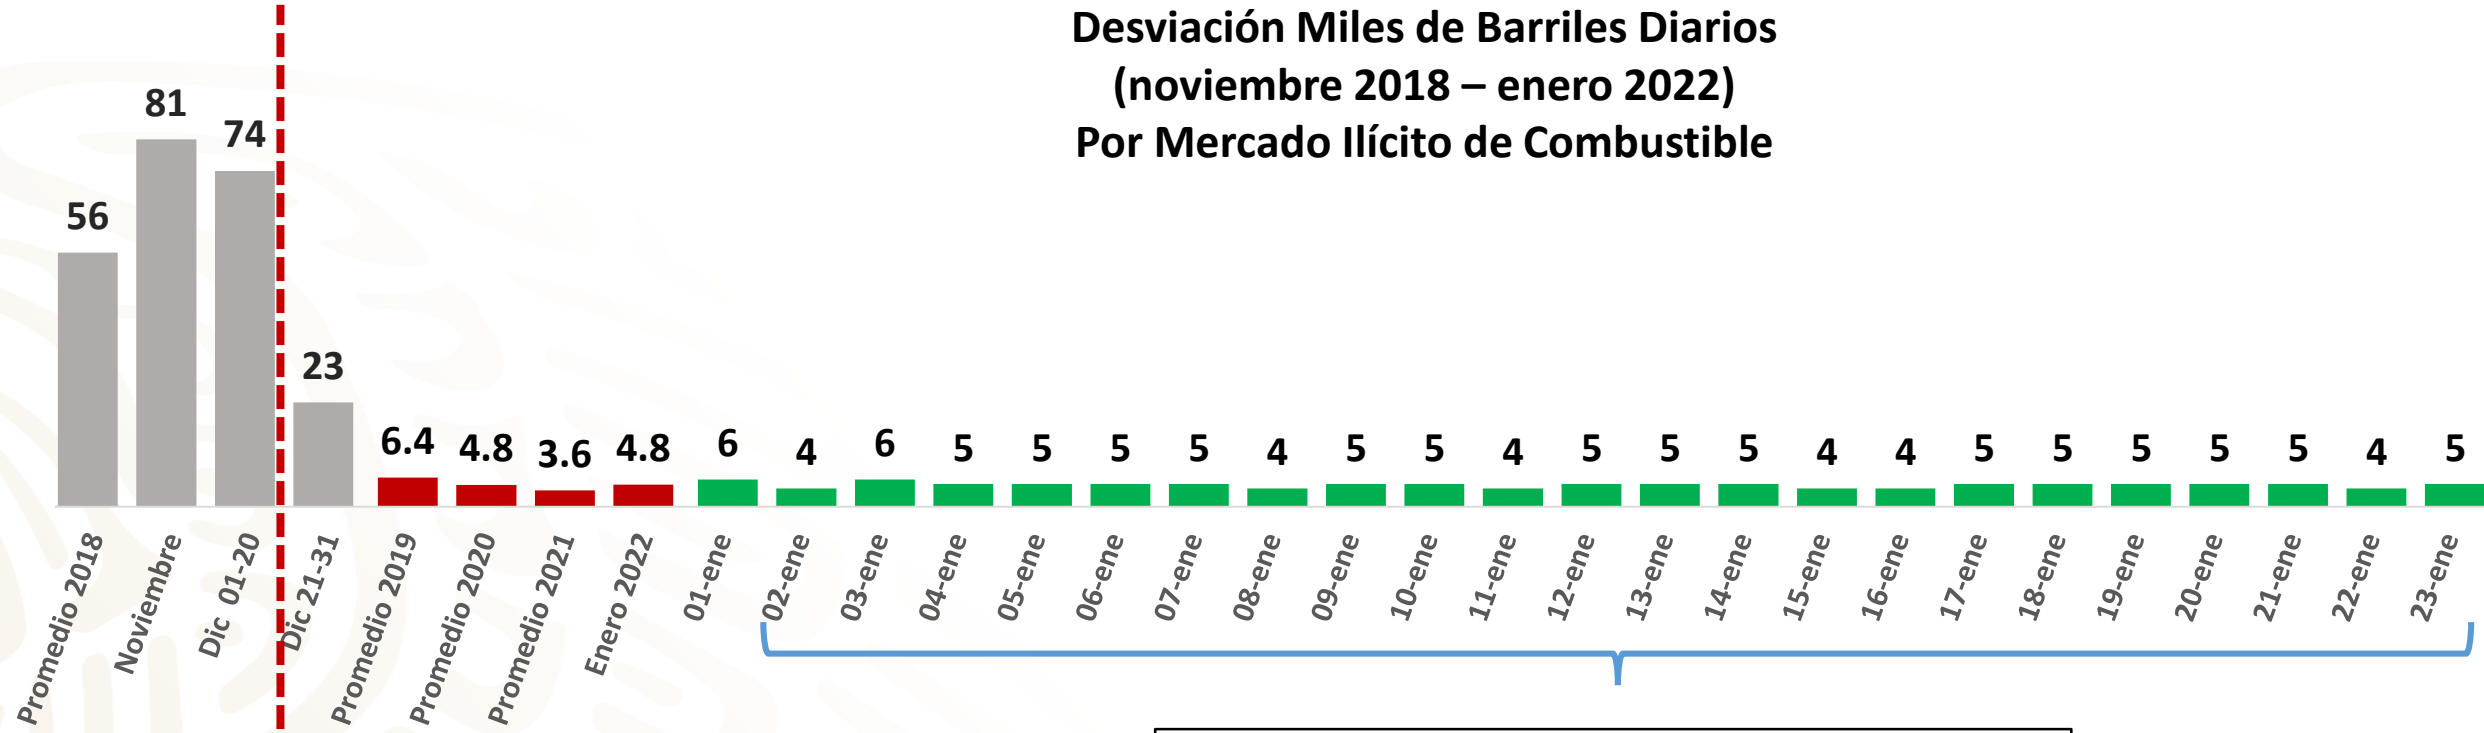 Desviación Miles de Barriles Diarios
(noviembre 2018 – enero 2022)
Por Mercado Ilícito de Combustible
56
81
74
23
6.4
4.8
3.6
4.8
6
4
6
5
5
5
5
4
5
5
4
5
5
5
4
4
5
5
5
5
5
4
5
Promedio 2018
Noviembre
Dic 01-20
Dic 21-31
Promedio 2019
Promedio 2020
Promedio 2021
Enero 2022
01-ene
02-ene
03-ene
04-ene
05-ene
06-ene
07-ene
08-ene
09-ene
10-ene
11-ene
12-ene
13-ene
14-ene
15-ene
16-ene
17-ene
18-ene
19-ene
20-ene
21-ene
22-ene
23-ene